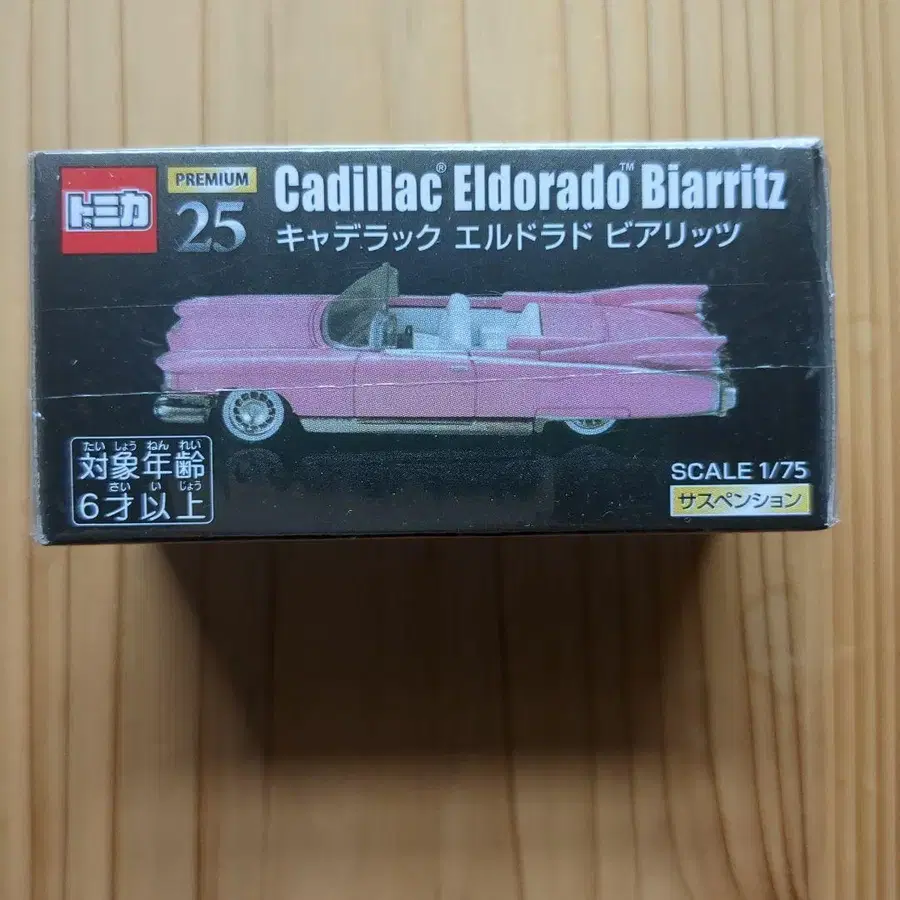 トミカ
PREMIUM
25
Cadillac® Eldorado™ Biarritz
キャデラック エルドラド ビアリッツ
たい しょう ねん れい
対象年齢
さい い じょう
6才以上
SCALE 1/75
サスペンション